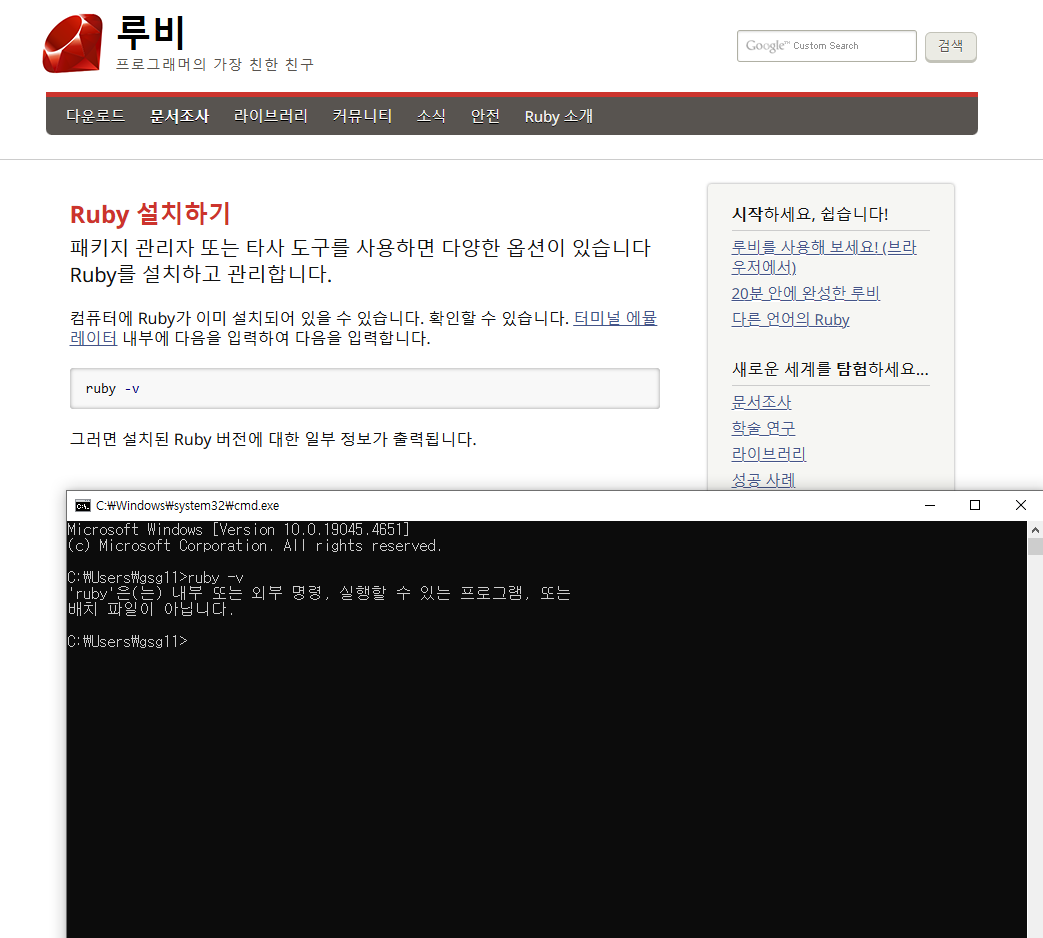 루비
프로그래머의 가장 친한 친구
Google™ Custom Search
검색
다운로드 문서조사 라이브러리 커뮤니티 소식 안전 Ruby 소개
Ruby 설치하기
패키지 관리자 또는 타사 도구를 사용하면 다양한 옵션이 있습니다
Ruby를 설치하고 관리합니다.
컴퓨터에 Ruby가 이미 설치되어 있을 수 있습니다. 확인할 수 있습니다. 터미널 에뮬
레이터 내부에 다음을 입력하여 다음을 입력합니다.
ruby -v
그러면 설치된 Ruby 버전에 대한 일부 정보가 출력됩니다.
시작하세요, 쉽습니다!
루비를 사용해 보세요! (브라
우저에서)
20분 안에 완성한 루비
다른 언어의 Ruby
새로운 세계를 탐험하세요...
문서조사
학술 연구
라이브러리
성공 사례
C:₩Windows₩system32₩cmd.exe
Microsoft Windows [Version 10.0.19045.4651]
(c) Microsoft Corporation. All rights reserved.
C:₩Users₩gsg11>ruby -v
'ruby'은(는) 내부 또는 외부 명령, 실행할 수 있는 프로그램, 또는
배치 파일이 아닙니다.
C:₩Users₩gsg11>